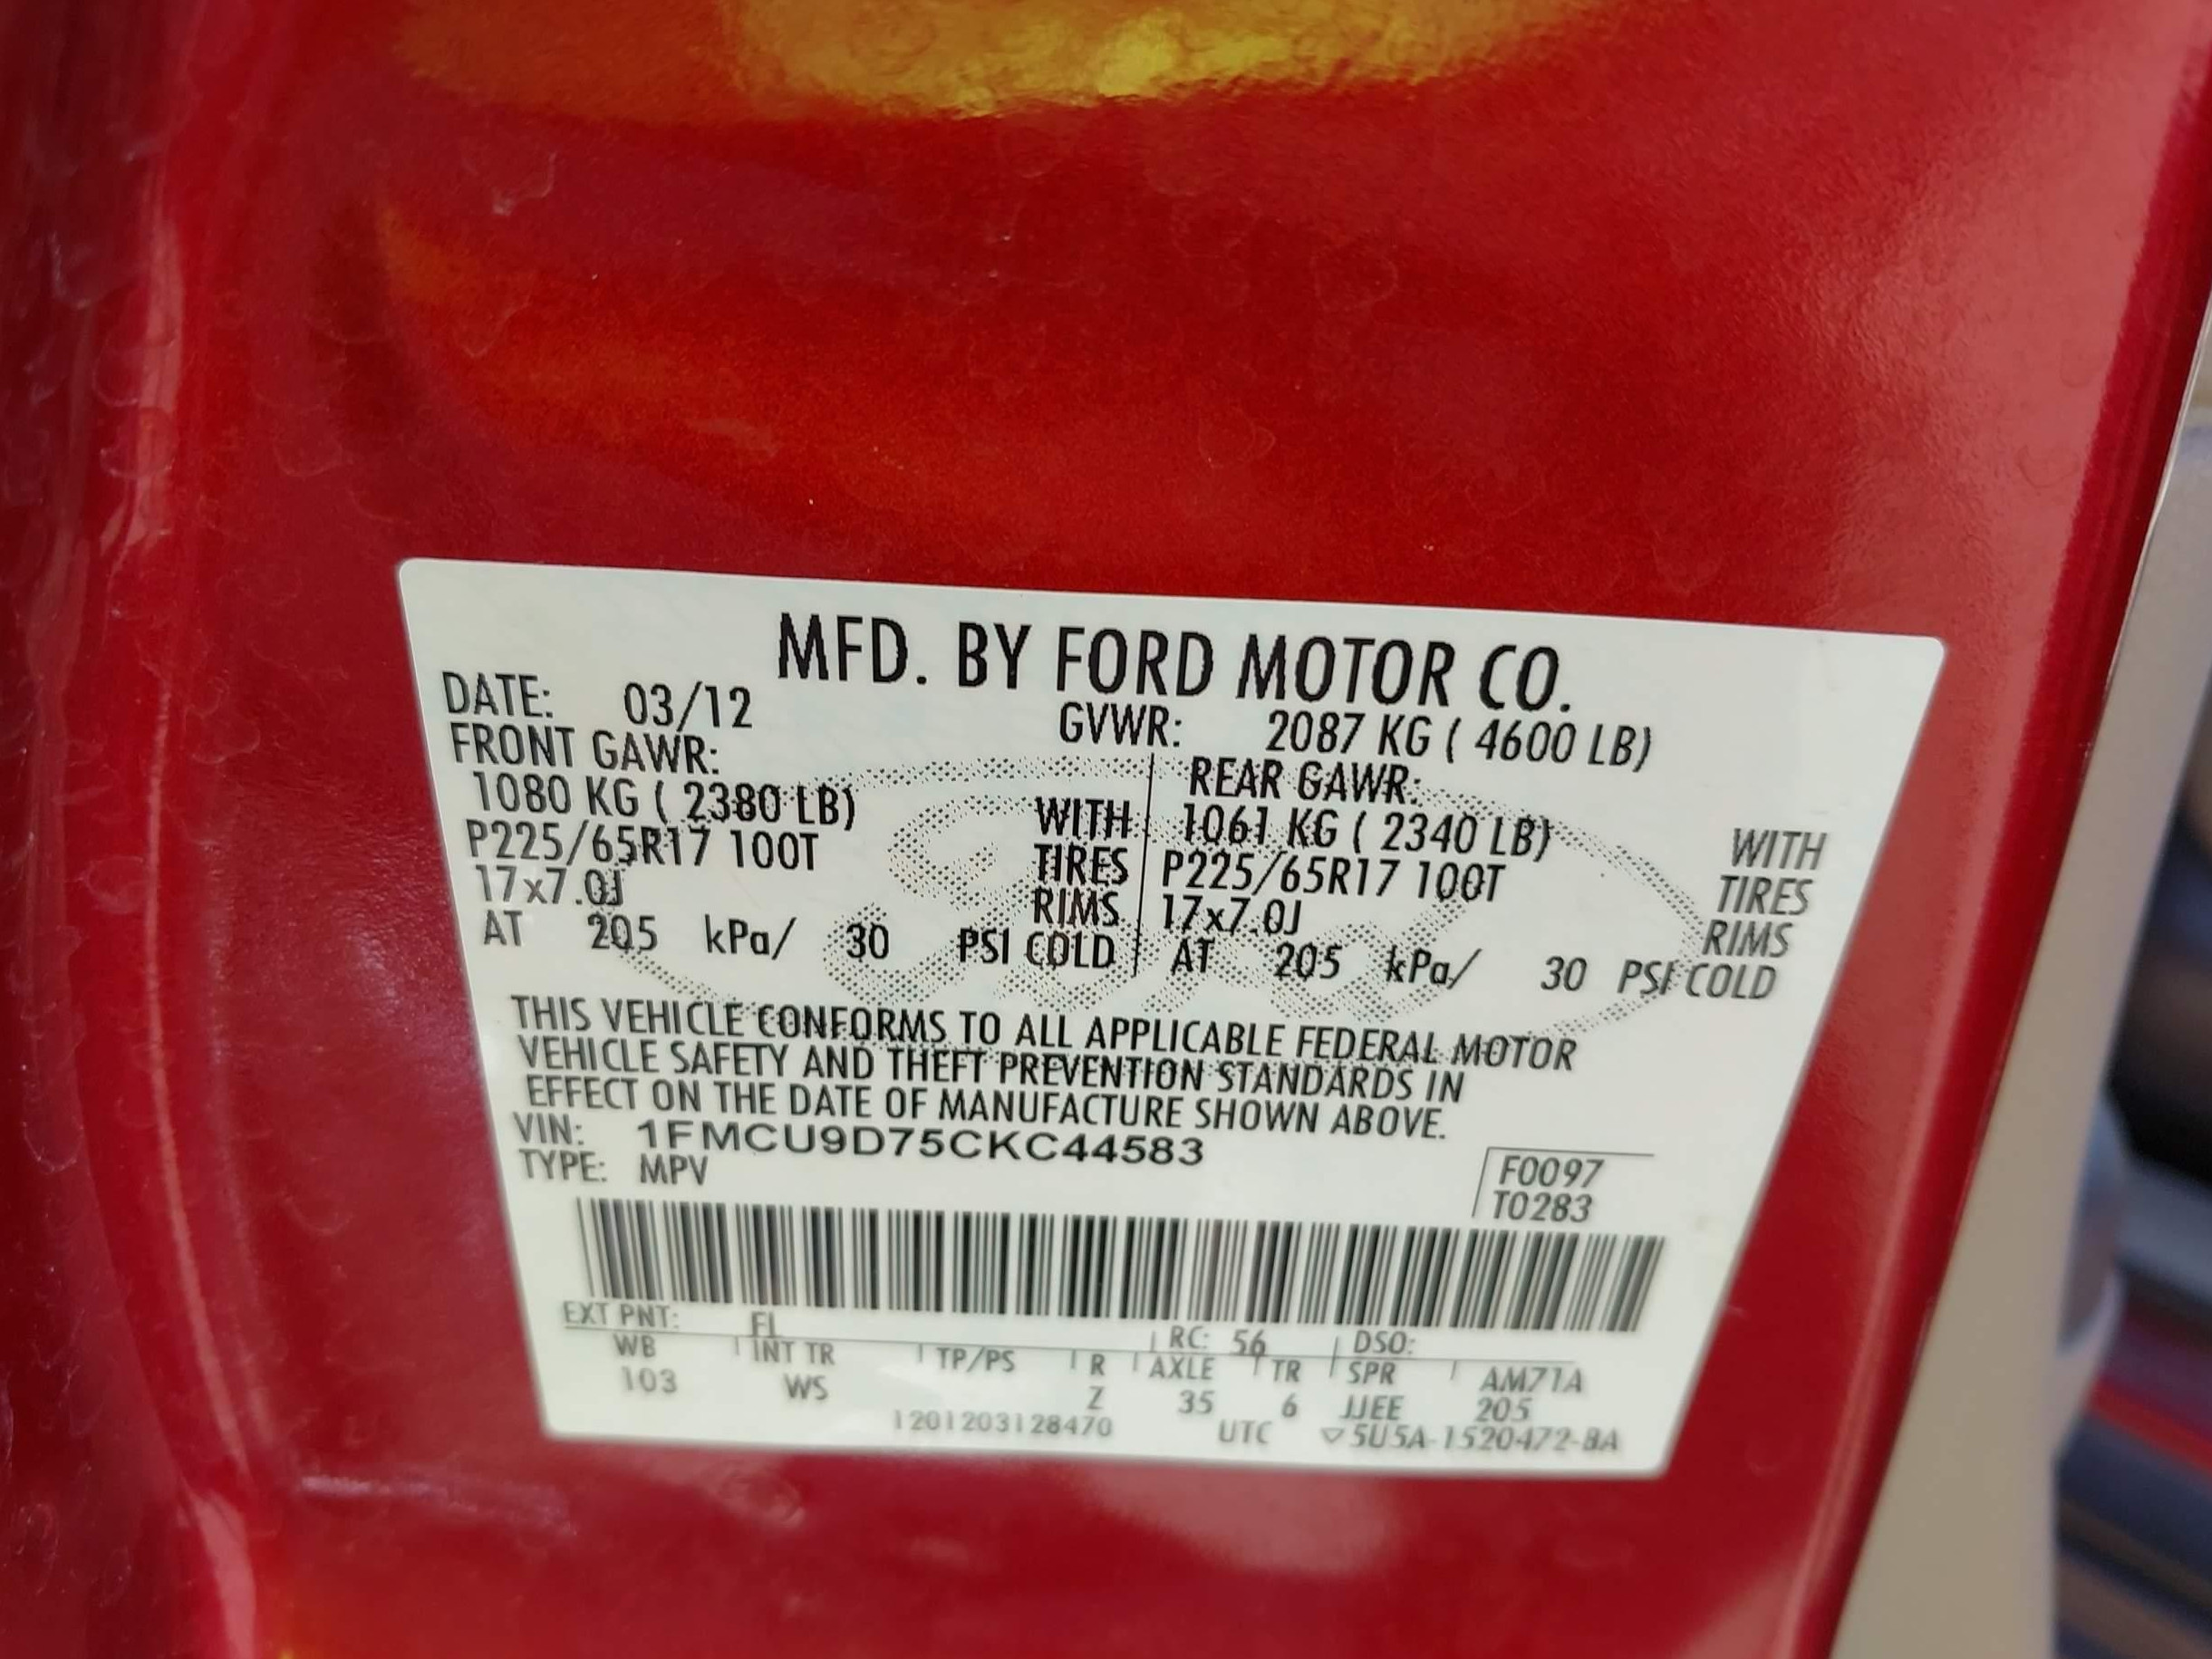 MFD. BY FORD MOTOR CO.
DATE: 03/12 GVWR: 2087 KG ( 4600 LB)
FRONT GAWR: REAR GAWR:
1080 KG ( 2380 LB) WITH 1061 KG ( 2340 LB) WITH
P225/65R17 100T TIRES P225/65R17 100T TIRES
17x7.0J RIMS 17x7.0J RIMS
AT 205 kPa/ 30 PSI COLD AT 205 kPa/ 30 PSI COLD
THIS VEHICLE CONFORMS TO ALL APPLICABLE FEDERAL MOTOR
VEHICLE SAFETY AND THEFT PREVENTION STANDARDS IN
EFFECT ON THE DATE OF MANUFACTURE SHOWN ABOVE.
VIN: 1FMCU9D75CKC44583
TYPE: MPV
F0097
T0283
EXT PNT: FL RC: 56 DSO:
WB INT TR TP/PS R AXLE TR SPR AM71A
103 WS Z 35 6 JJEE 205
1201203128470 UTC ▽5U5A-1520472-BA